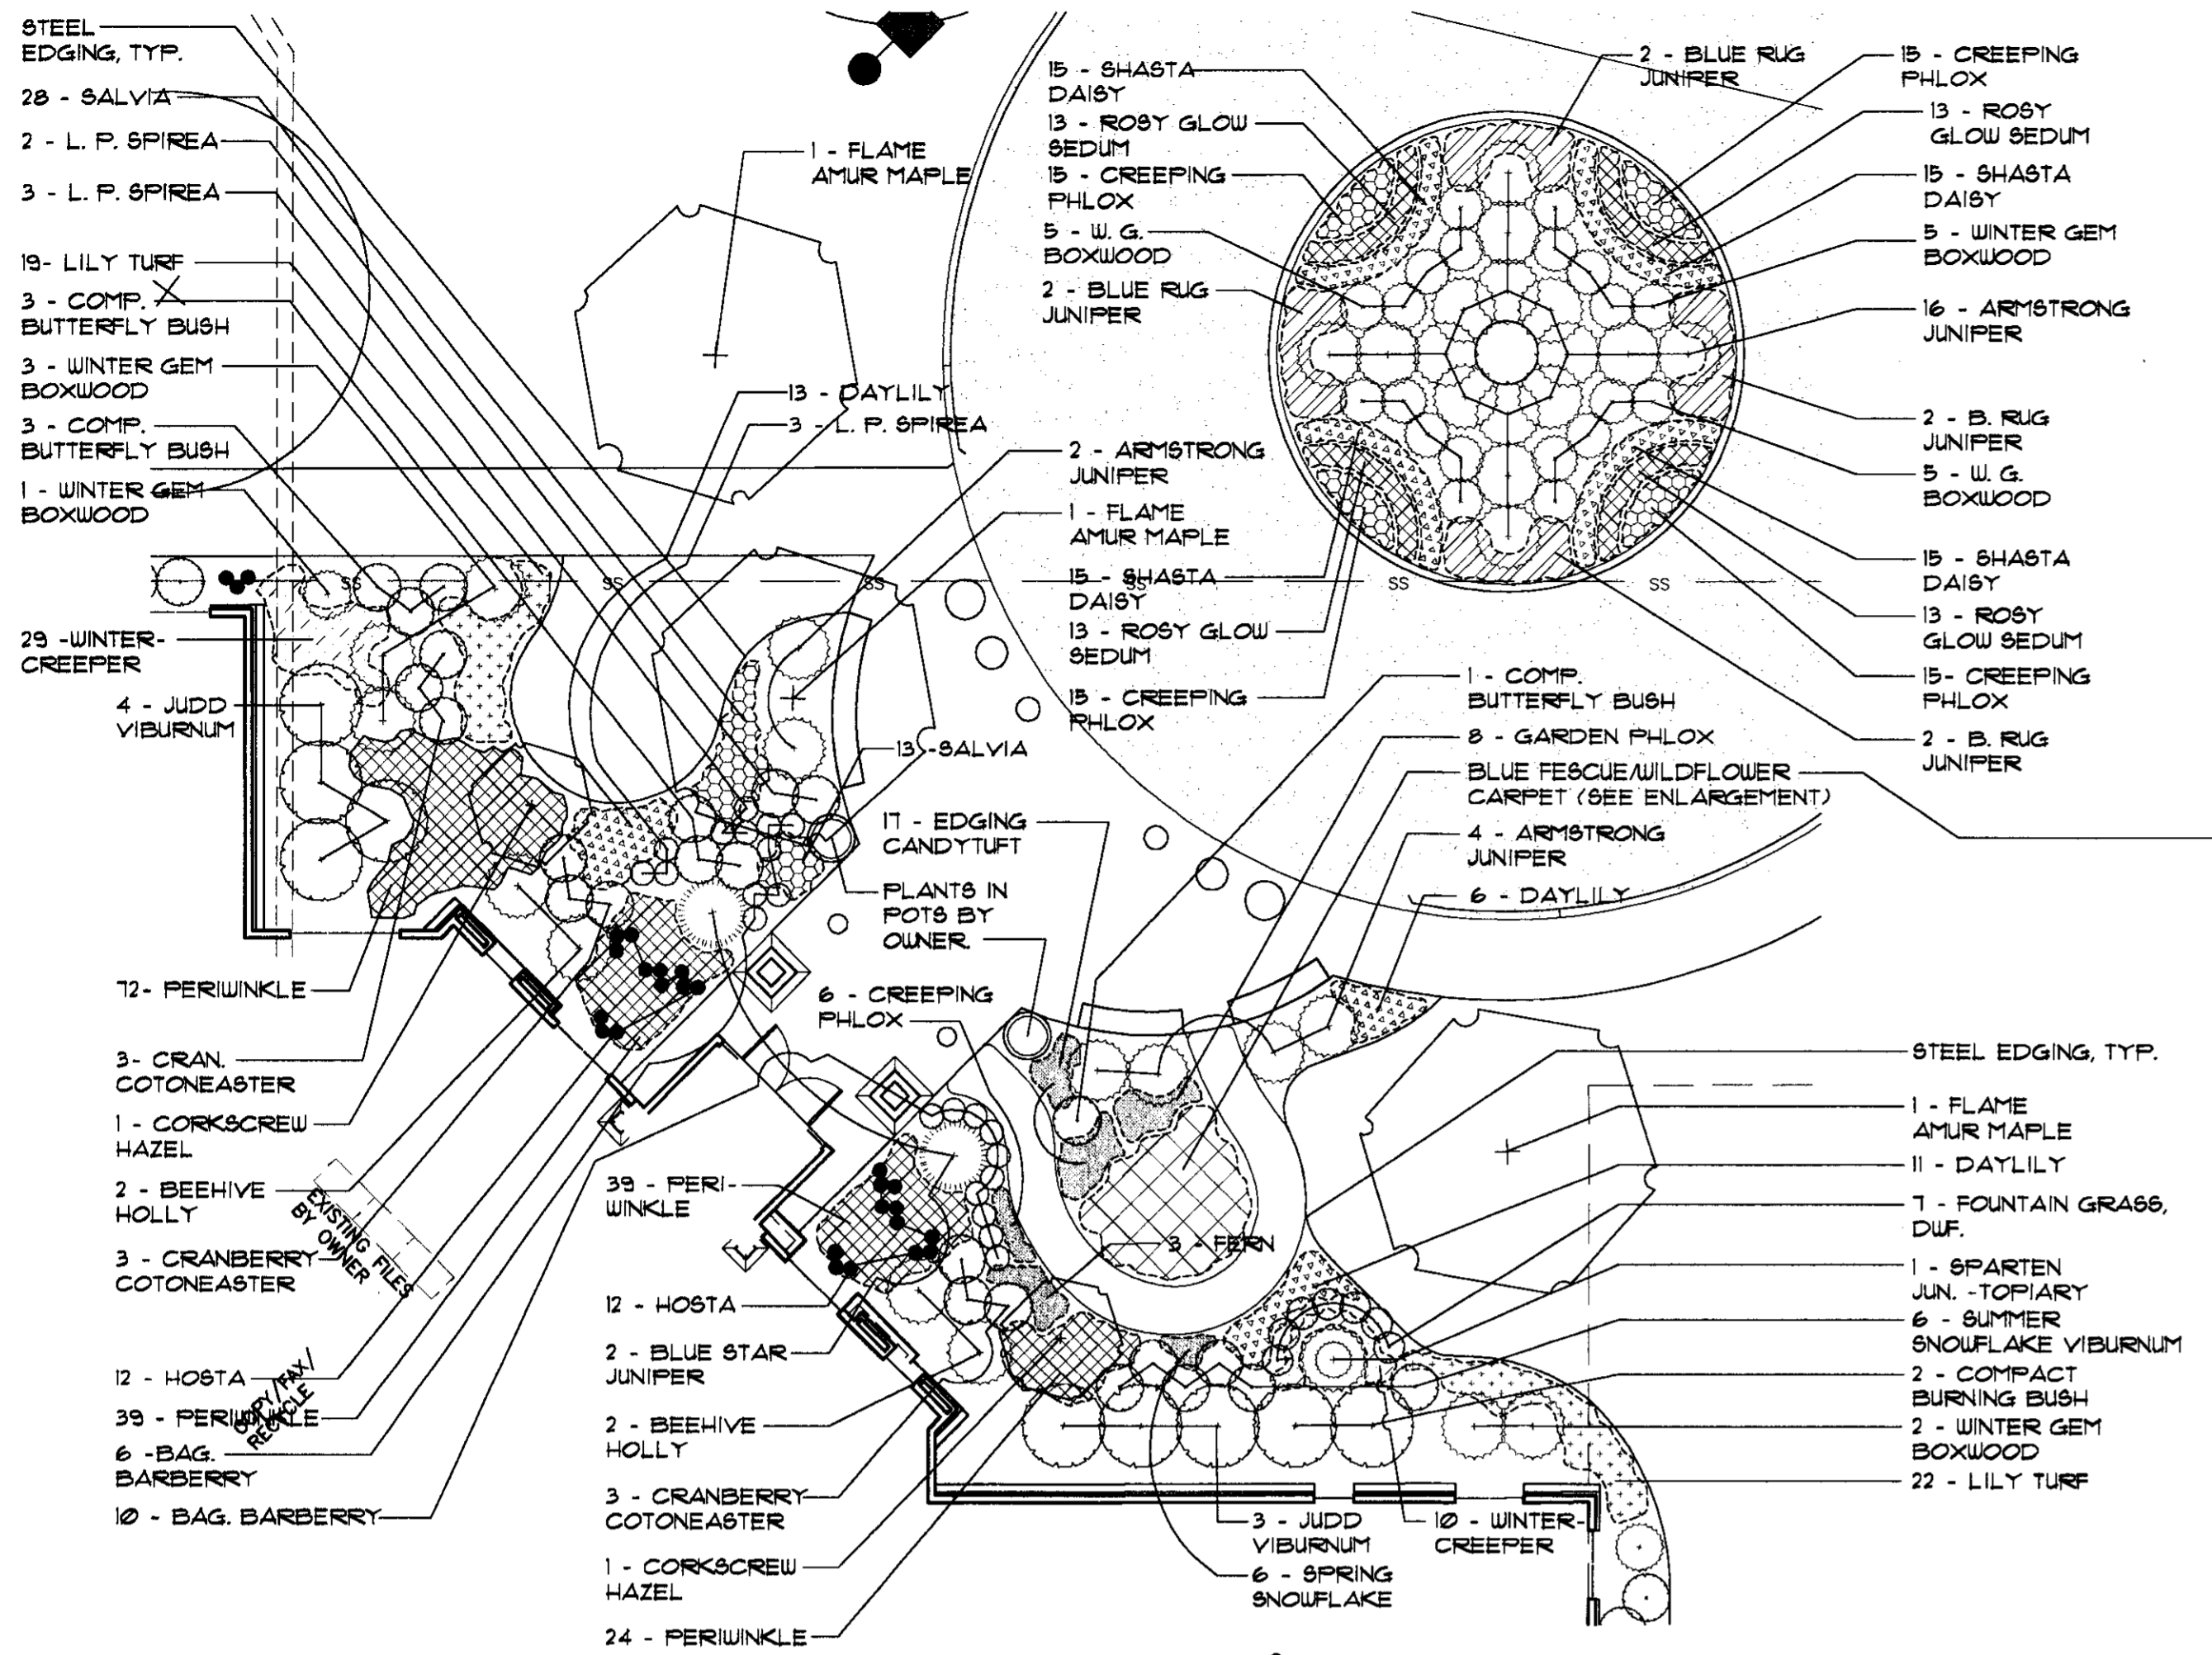 STEEL
EDGING, TYP.
28 - SALVIA
2 - L. P. SPIREA
3 - L. P. SPIREA
19- LILY TURF
3 - COMP.
BUTTERFLY BUSH
3 - WINTER GEM
BOXWOOD
3 - COMP.
BUTTERFLY BUSH
1 - WINTER GEM
BOXWOOD
29 -WINTER-
CREEPER
4 - JUDD
VIBURNUM
72- PERIWINKLE
3- CRAN.
COTONEASTER
1 - CORKSCREW
HAZEL
2 - BEEHIVE
HOLLY
3 - CRANBERRY
COTONEASTER
EXISTING FILES
BY OWNER
12 - HOSTA
39 - PERIWINKLE
COPY/FAX/
RECYCLE
6 -BAG.
BARBERRY
10 - BAG. BARBERRY
1 - FLAME
AMUR MAPLE
13 - DAYLILY
3 - L. P. SPIREA
2 - ARMSTRONG
JUNIPER
1 - FLAME
AMUR MAPLE
SS
SS
SS
SS
SS
SS
13 -SALVIA
17 - EDGING
CANDYTUFT
PLANTS IN
POTS BY
OWNER.
6 - CREEPING
PHLOX
39 - PERI-
WINKLE
12 - HOSTA
2 - BLUE STAR
JUNIPER
2 - BEEHIVE
HOLLY
3 - CRANBERRY
COTONEASTER
1 - CORKSCREW
HAZEL
24 - PERIWINKLE
15 - SHASTA
DAISY
13 - ROSY GLOW
SEDUM
15 - CREEPING
PHLOX
5 - W. G.
BOXWOOD
2 - BLUE RUG
JUNIPER
2 - BLUE RUG
JUNIPER
15 - CREEPING
PHLOX
13 - ROSY
GLOW SEDUM
15 - SHASTA
DAISY
5 - WINTER GEM
BOXWOOD
16 - ARMSTRONG
JUNIPER
2 - B. RUG
JUNIPER
5 - W. G.
BOXWOOD
15 - SHASTA
DAISY
13 - ROSY
GLOW SEDUM
15- CREEPING
PHLOX
2 - B. RUG
JUNIPER
15 - SHASTA
DAISY
13 - ROSY GLOW
SEDUM
15 - CREEPING
PHLOX
1 - COMP.
BUTTERFLY BUSH
8 - GARDEN PHLOX
BLUE FESCUE/WILDFLOWER
CARPET (SEE ENLARGEMENT)
4 - ARMSTRONG
JUNIPER
6 - DAYLILY
3 - FERN
STEEL EDGING, TYP.
1 - FLAME
AMUR MAPLE
11 - DAYLILY
7 - FOUNTAIN GRASS,
DWF.
1 - SPARTEN
JUN. -TOPIARY
6 - SUMMER
SNOWFLAKE VIBURNUM
2 - COMPACT
BURNING BUSH
2 - WINTER GEM
BOXWOOD
22 - LILY TURF
3 - JUDD
VIBURNUM
10 - WINTER-
CREEPER
6 - SPRING
SNOWFLAKE